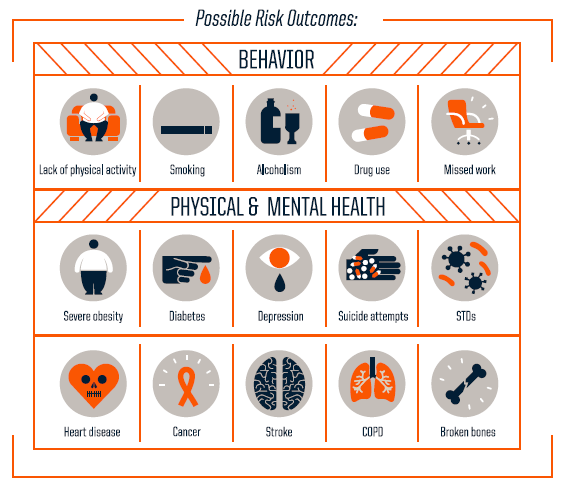 Possible Risk Outcomes:
BEHAVIOR
Lack of physical activity
Smoking
Alcoholism
Drug use
Missed work
PHYSICAL & MENTAL HEALTH
Severe obesity
Diabetes
Depression
Suicide attempts
STDs
Heart disease
Cancer
Stroke
COPD
Broken bones